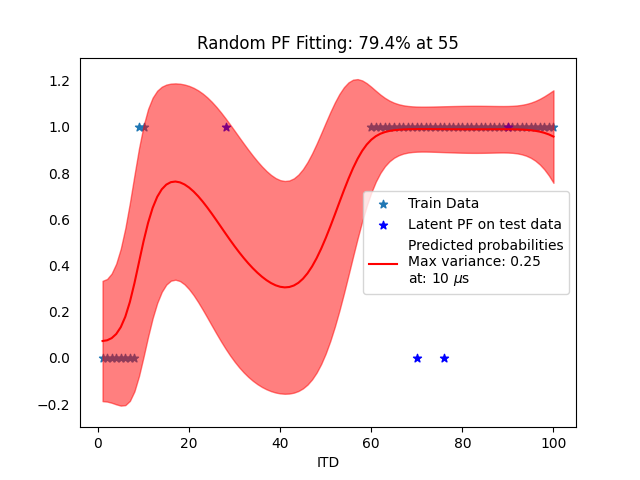 Random PF Fitting: 79.4% at 55
1.2
1.0
0.8
0.6
0.4
0.2
0.0
−0.2
Train Data
Latent PF on test data
Predicted probabilities
Max variance: 0.25
at: 10 μs
0 20 40 60 80 100
ITD